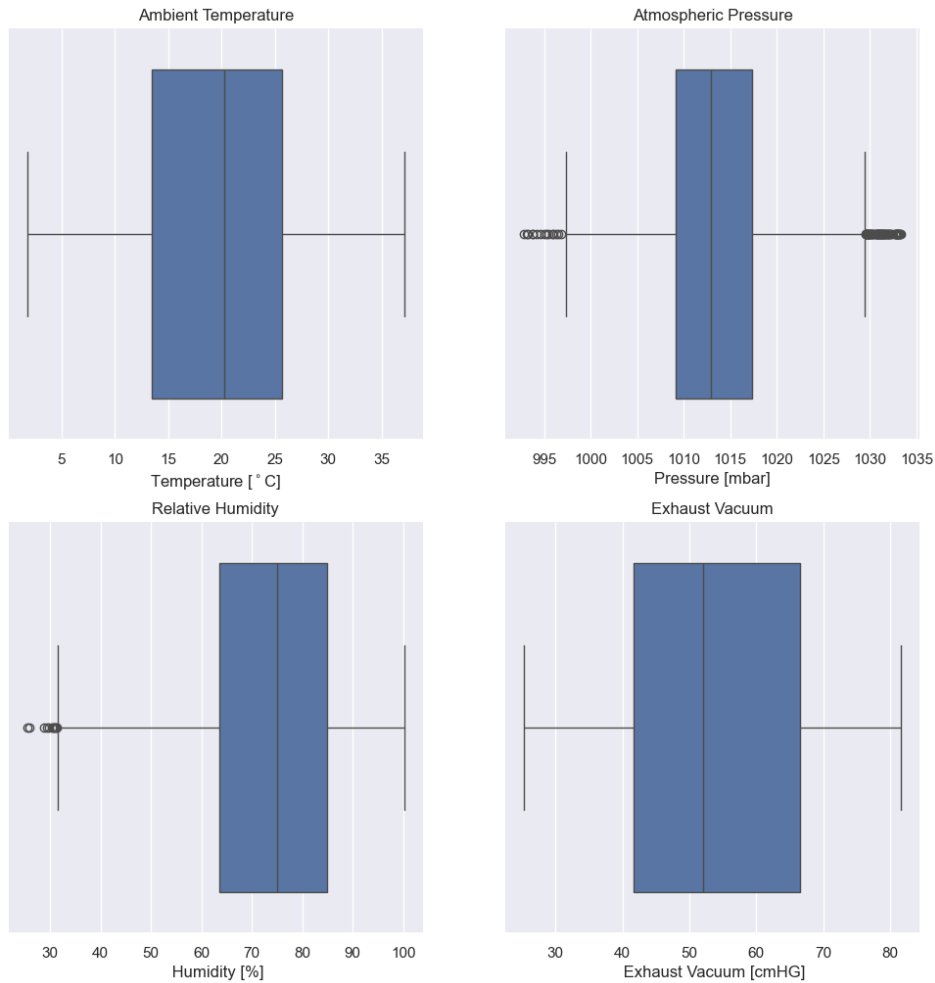 Ambient Temperature
5 10 15 20 25 30 35
Temperature [°C]
Atmospheric Pressure
995 1000 1005 1010 1015 1020 1025 1030 1035
Pressure [mbar]
Relative Humidity
30 40 50 60 70 80 90 100
Humidity [%]
Exhaust Vacuum
30 40 50 60 70 80
Exhaust Vacuum [cmHG]